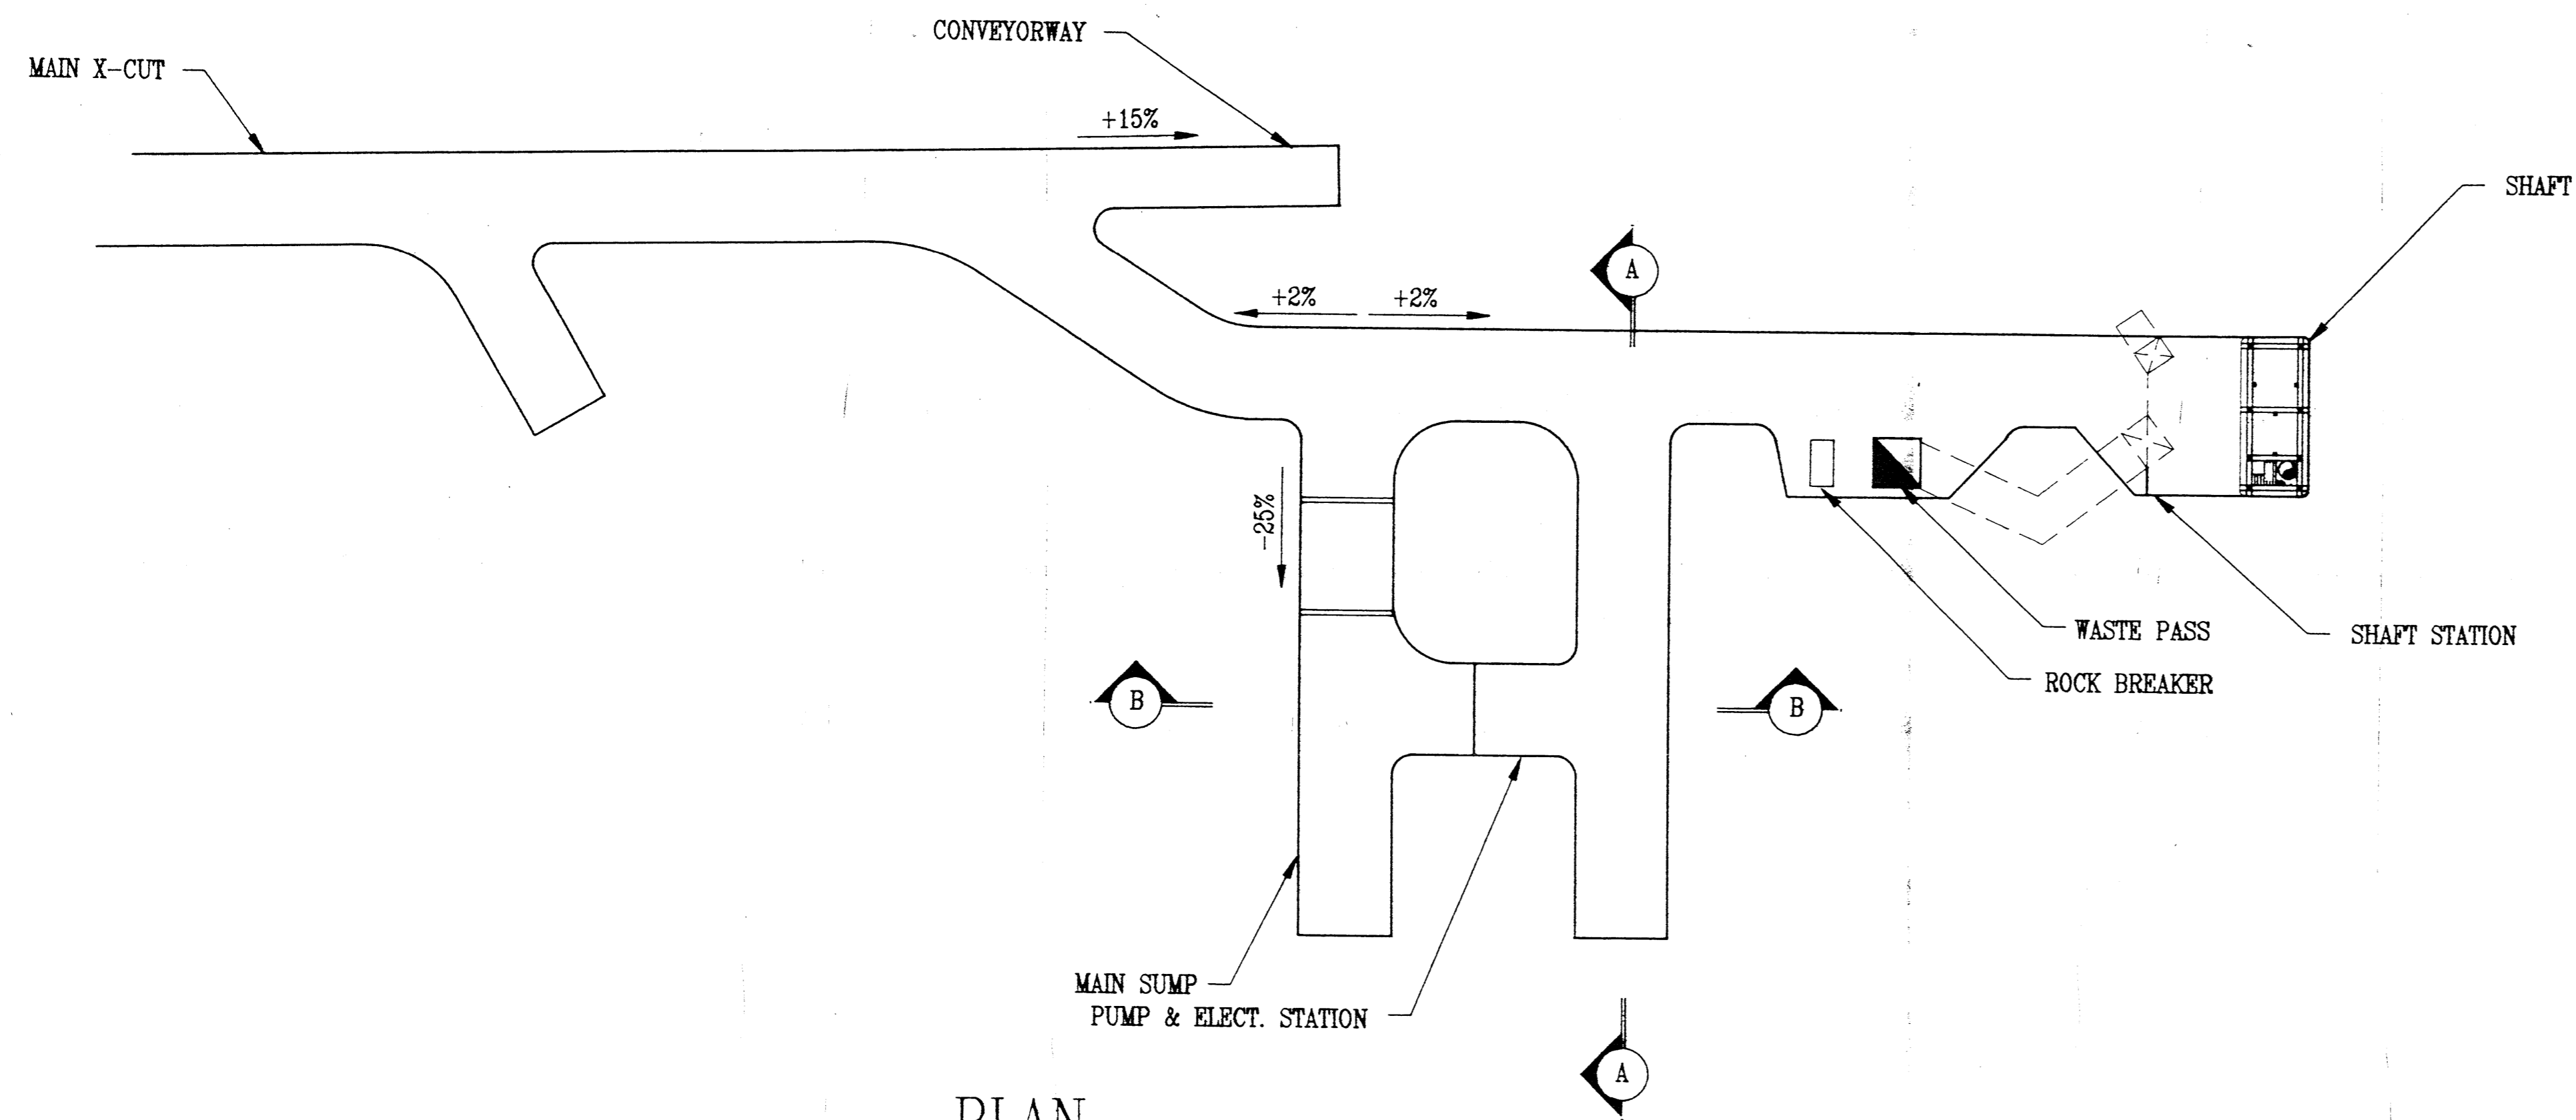 CONVEYORWAY
MAIN X-CUT
+15%
SHAFT
A
+2%
+2%
-25%
WASTE PASS
SHAFT STATION
ROCK BREAKER
B
B
MAIN SUMP
PUMP & ELECT. STATION
A
PLAN